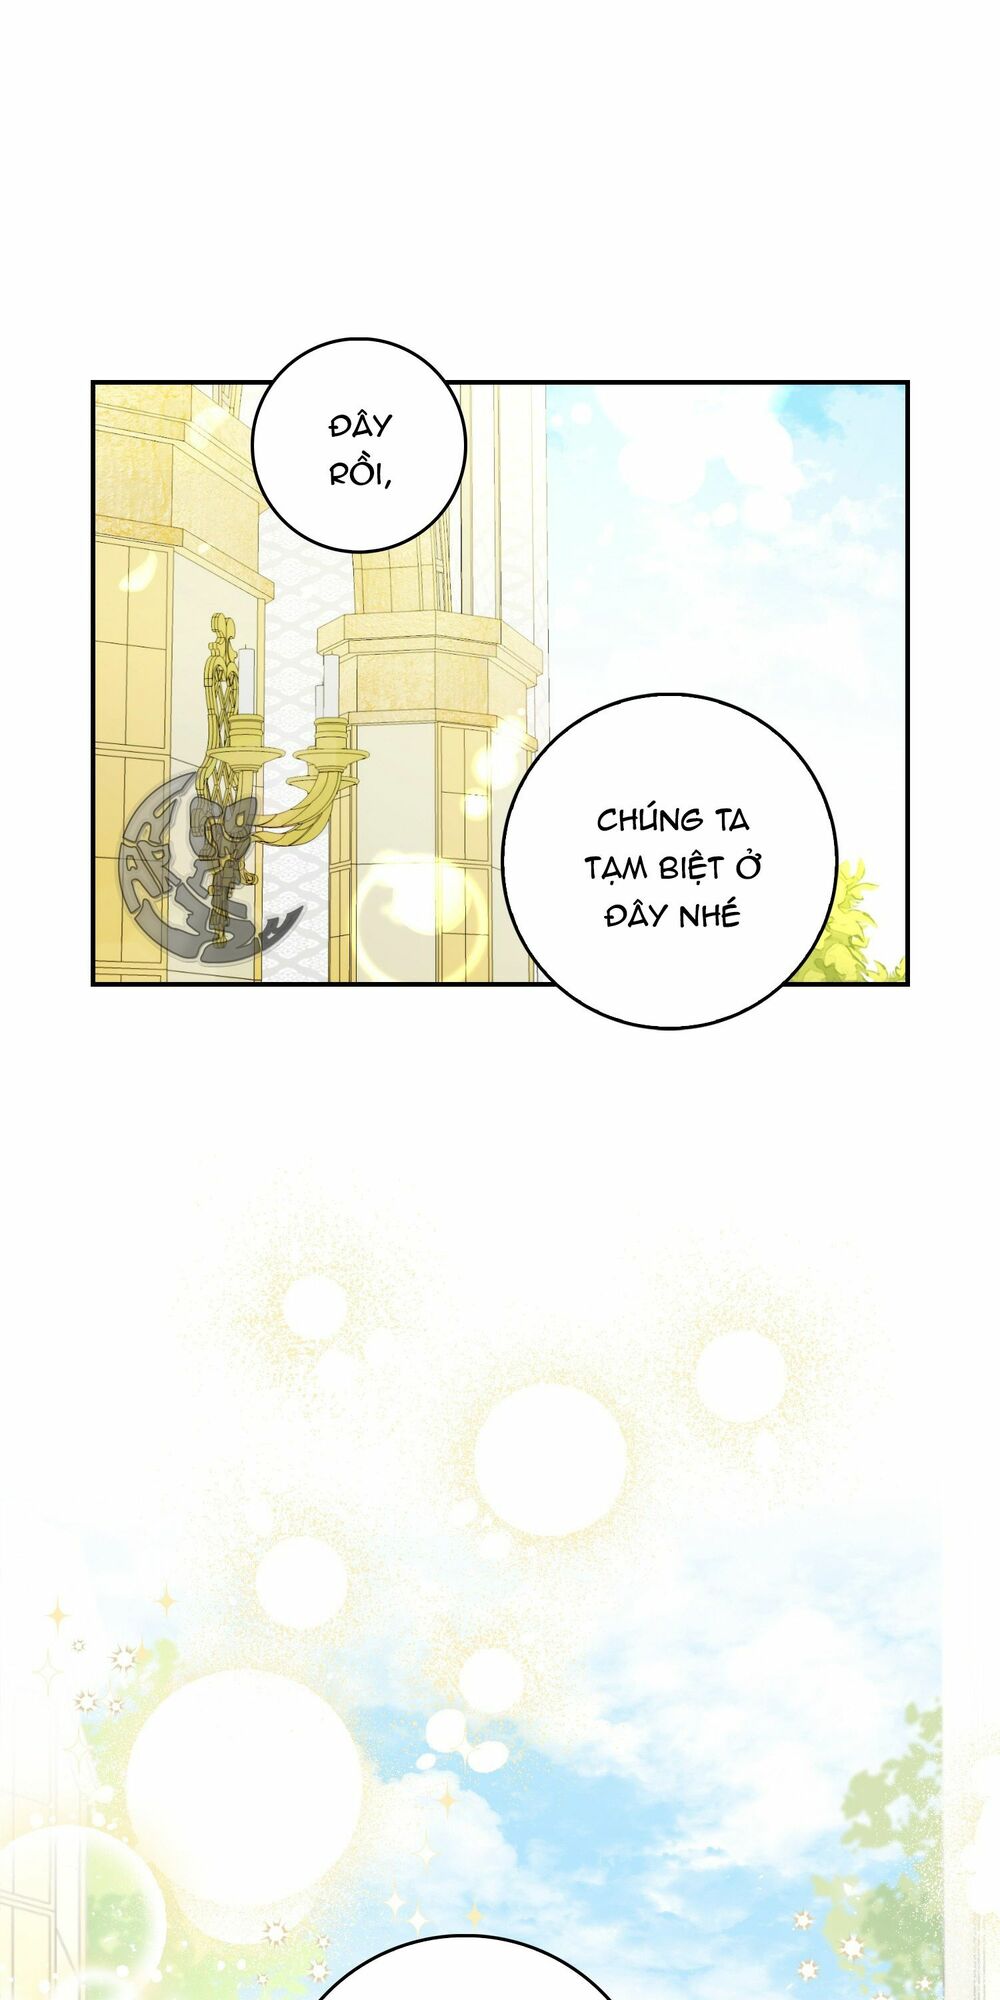 ĐÂY
RỒI,
CHÚNG TA
TẠM BIỆT Ở
ĐÂY NHÉ